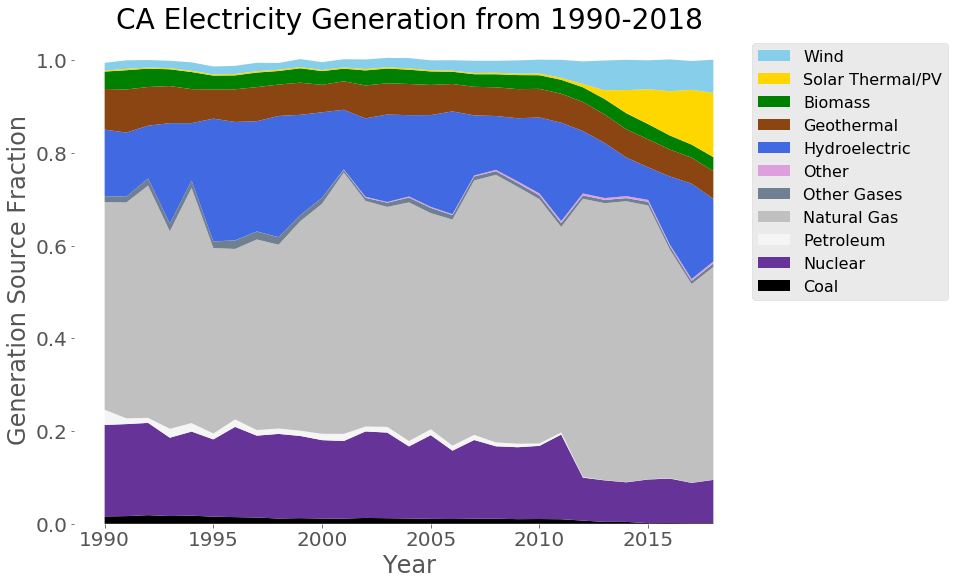 CA Electricity Generation from 1990-2018
Generation Source Fraction
1.0
0.8
0.6
0.4
0.2
0.0
1990
1995
2000
2005
2010
2015
Year
Wind
Solar Thermal/PV
Biomass
Geothermal
Hydroelectric
Other
Other Gases
Natural Gas
Petroleum
Nuclear
Coal